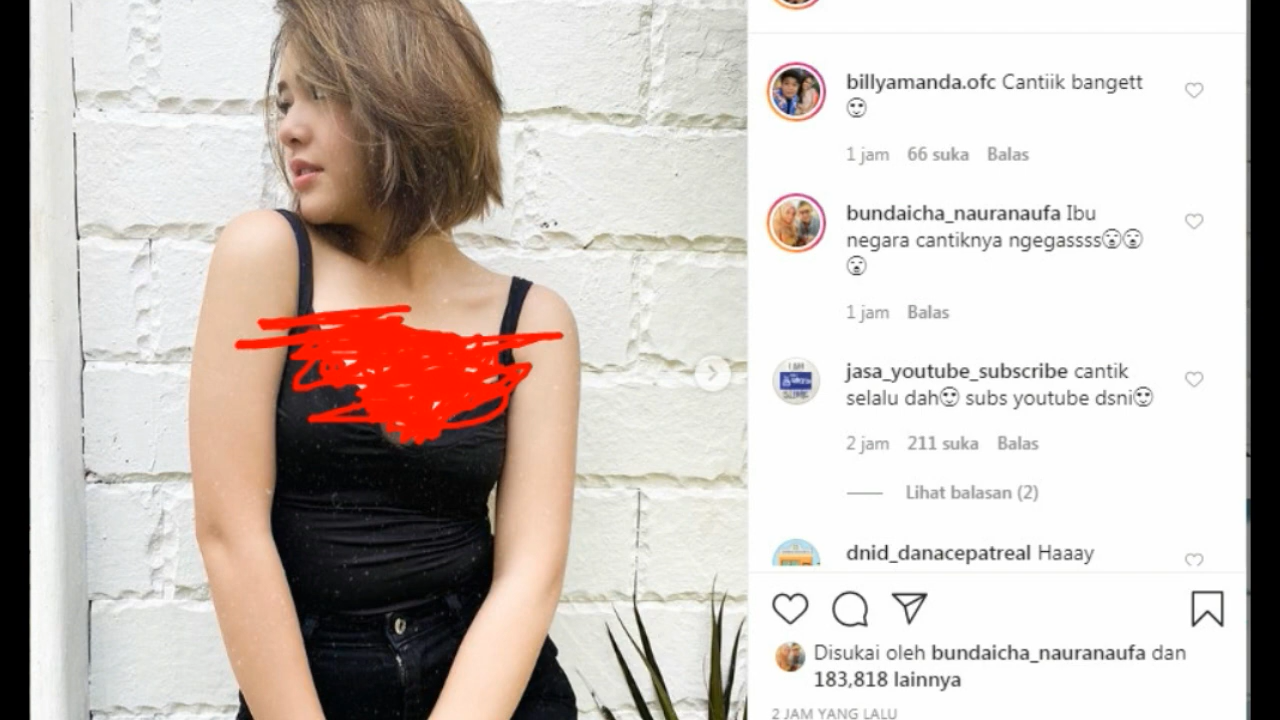 billyamanda.ofc Cantiik bangett
1 jam 66 suka Balas
bundaicha_nauranaufa Ibu
negara cantiknya ngegassss
1 jam Balas
jasa_youtube_subscribe cantik
selalu dah subs youtube dsni
2 jam 211 suka Balas
Lihat balasan (2)
dnid_danacepatreal Haaay
Disukai oleh bundaicha_nauranaufa dan
183,818 lainnya
2 JAM YANG LALU